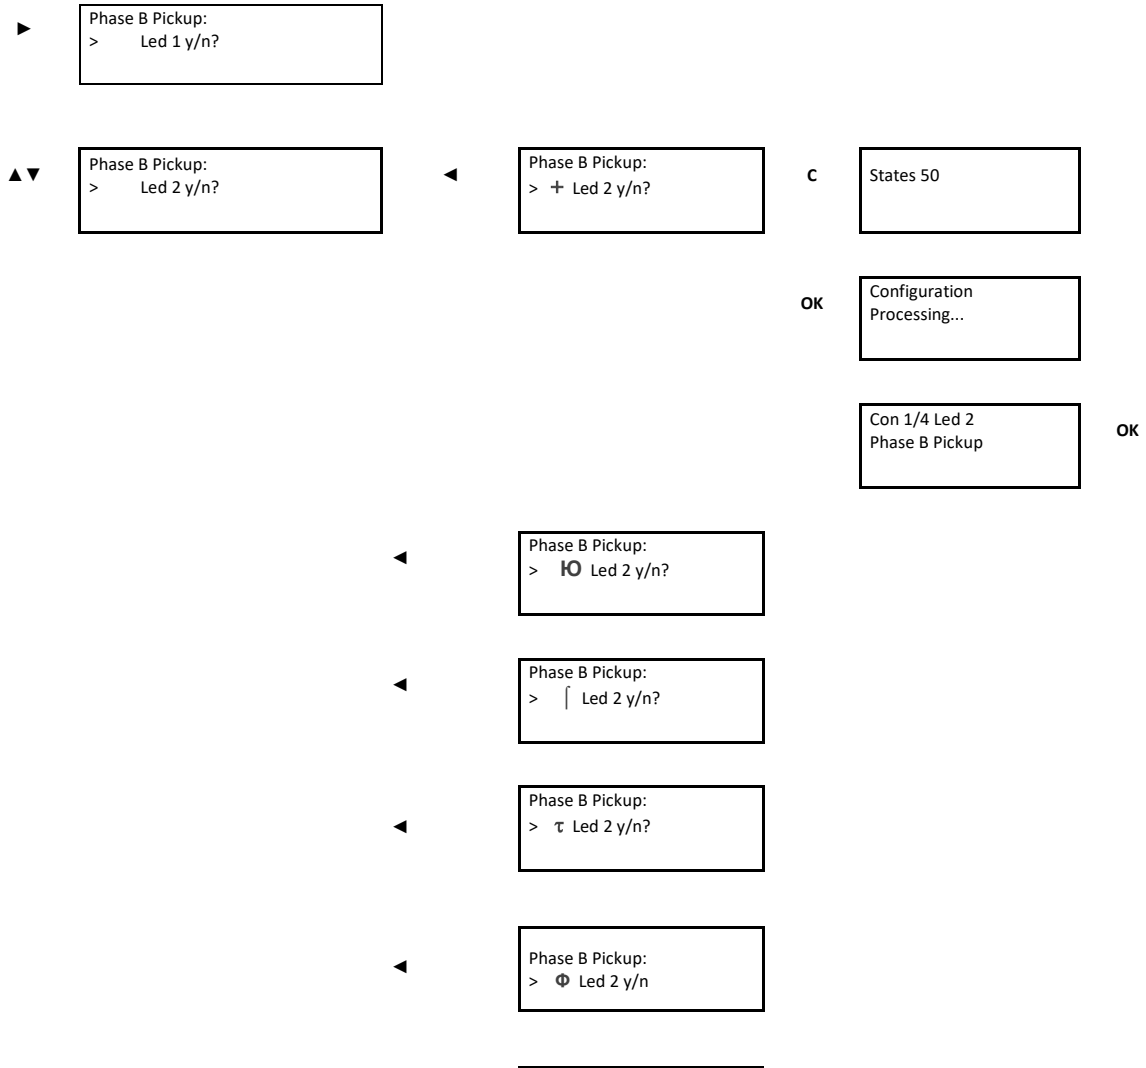 ►
Phase B Pickup:
> Led 1 y/n?
▲▼
Phase B Pickup:
> Led 2 y/n?
◄
Phase B Pickup:
> + Led 2 y/n?
C
States 50
OK
Configuration
Processing...
Con 1/4 Led 2
Phase B Pickup
OK
◄
Phase B Pickup:
> Ю Led 2 y/n?
◄
Phase B Pickup:
> ⌠ Led 2 y/n?
◄
Phase B Pickup:
> τ Led 2 y/n?
◄
Phase B Pickup:
> Φ Led 2 y/n